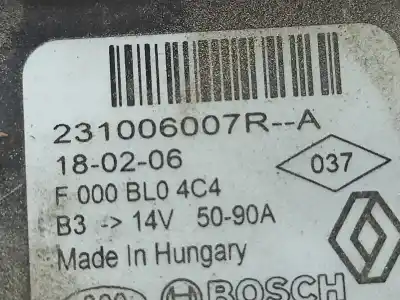 231006007R--A
18-02-06
037
F 000 BL0 4C4
B3 -> 14V 50-90A
Made In Hungary
BOSCH